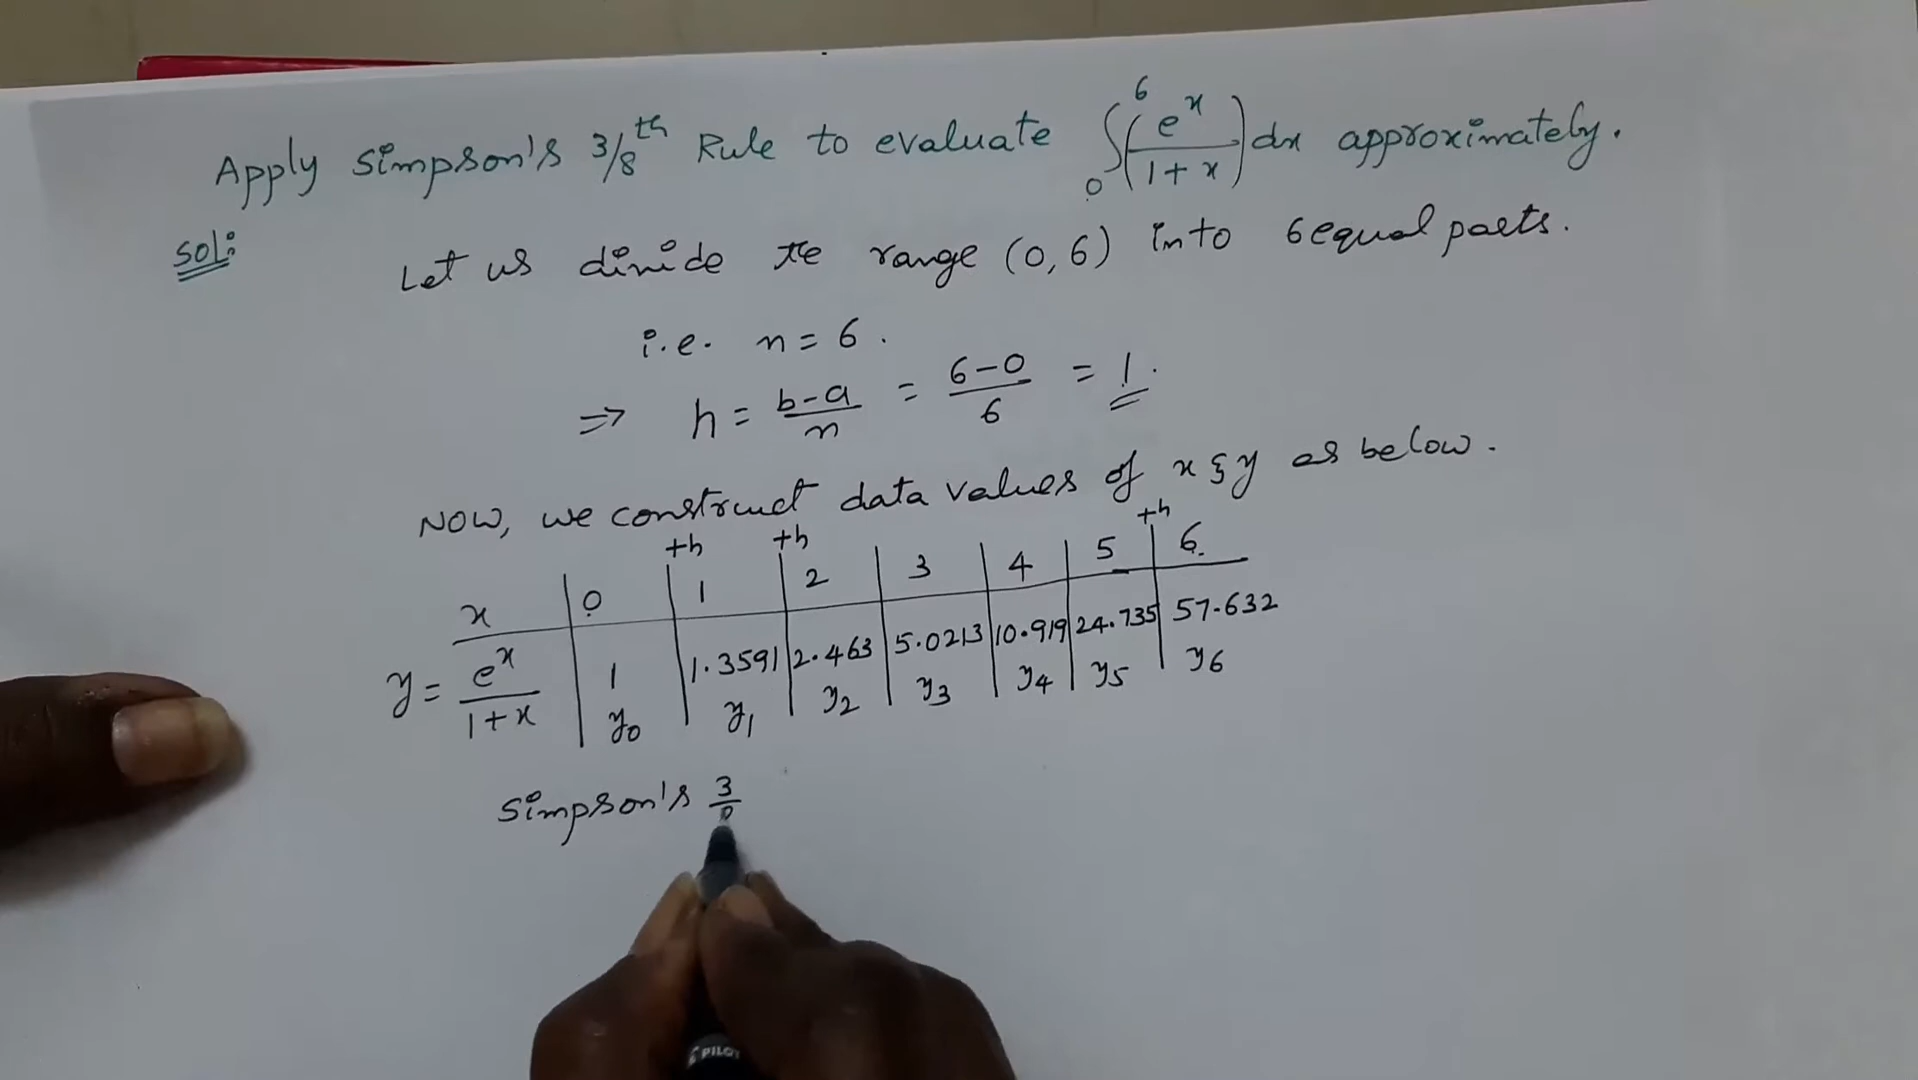 Apply Simpson's 3/8th Rule to evaluate ∫₀⁶ (e^x / 1+x) dx approximately.
Sol:
Let us divide the range (0,6) into 6 equal parts.
i.e. n = 6.
⇒ h = b-a / n = 6-0 / 6 = 1.
NOW, we construct data values of x & y as below.
+h +h +h
x | 0 | 1 | 2 | 3 | 4 | 5 | 6
y = e^x / 1+x | 1 | 1.3591 | 2.463 | 5.0213 | 10.919 | 24.735 | 57.632
y0 y1 y2 y3 y4 y5 y6
Simpson's 3/8
PILOT